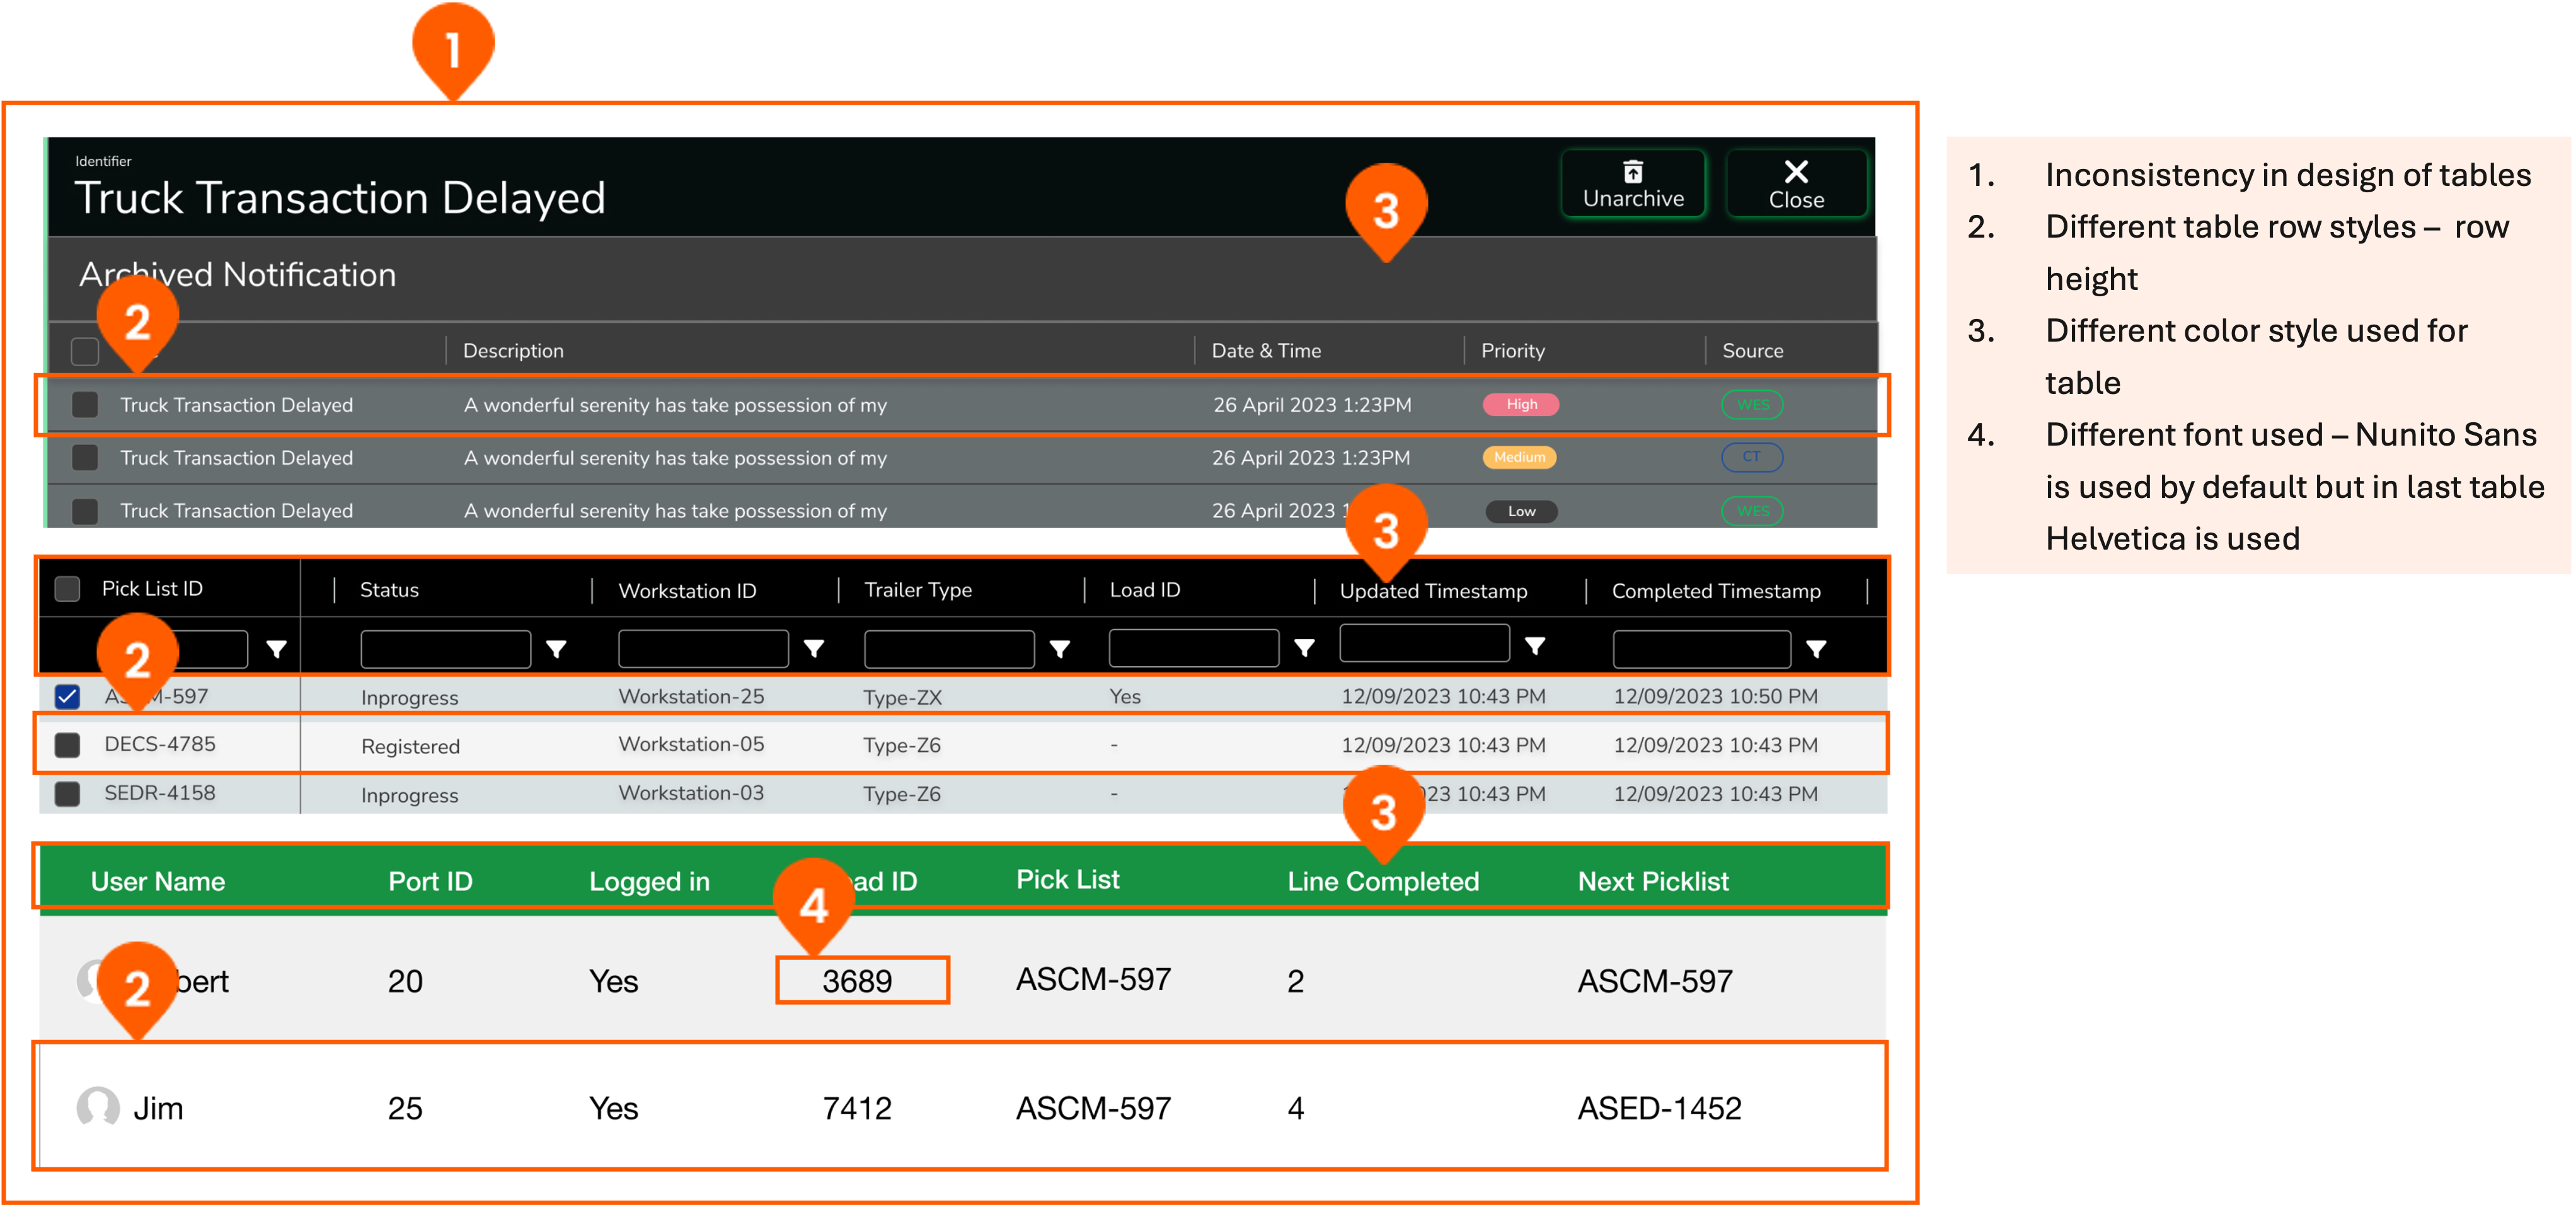 1
Identifier
Truck Transaction Delayed
Unarchive
Close
3
Archived Notification
2
Description Date & Time Priority Source
Truck Transaction Delayed A wonderful serenity has take possession of my 26 April 2023 1:23PM High WES
Truck Transaction Delayed A wonderful serenity has take possession of my 26 April 2023 1:23PM Medium CT
Truck Transaction Delayed A wonderful serenity has take possession of my 26 April 2023 Low WES
3
Pick List ID Status Workstation ID Trailer Type Load ID Updated Timestamp Completed Timestamp
2
Inprogress Workstation-25 Type-ZX Yes 12/09/2023 10:43 PM 12/09/2023 10:50 PM
DECS-4785 Registered Workstation-05 Type-Z6 - 12/09/2023 10:43 PM 12/09/2023 10:43 PM
SEDR-4158 Inprogress Workstation-03 Type-Z6 - 23 10:43 PM 12/09/2023 10:43 PM
3
User Name Port ID Logged in ad ID Pick List Line Completed Next Picklist
4
bert 20 Yes 3689 ASCM-597 2 ASCM-597
2
Jim 25 Yes 7412 ASCM-597 4 ASED-1452
1. Inconsistency in design of tables
2. Different table row styles – row
height
3. Different color style used for
table
4. Different font used – Nunito Sans
is used by default but in last table
Helvetica is used